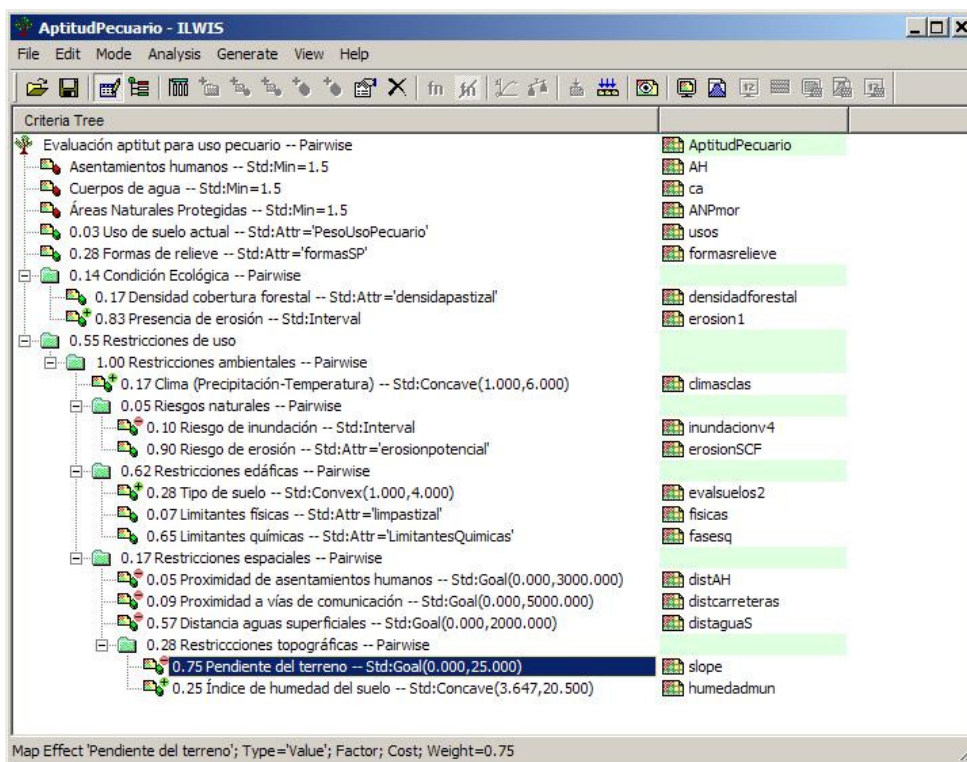 AptitudPecuario - ILWIS
File Edit Mode Analysis Generate View Help
Criteria Tree
Evaluación aptitut para uso pecuario -- Pairwise AptitudPecuario
Asentamientos humanos -- Std:Min=1.5 AH
Cuerpos de agua -- Std:Min=1.5 ca
Áreas Naturales Protegidas -- Std:Min=1.5 ANPmor
0.03 Uso de suelo actual -- Std:Attr='PesoUsoPecuario' usos
0.28 Formas de relieve -- Std:Attr='formasSP' formasrelieve
0.14 Condición Ecológica -- Pairwise
0.17 Densidad cobertura forestal -- Std:Attr='densidapastizal' densidadforestal
0.83 Presencia de erosión -- Std:Interval erosion1
0.55 Restricciones de uso
1.00 Restricciones ambientales -- Pairwise
0.17 Clima (Precipitación-Temperatura) -- Std:Concave(1.000,6.000) climasclas
0.05 Riesgos naturales -- Pairwise
0.10 Riesgo de inundación -- Std:Interval inundacionv4
0.90 Riesgo de erosión -- Std:Attr='erosionpotencial' erosionSCF
0.62 Restricciones edáficas -- Pairwise
0.28 Tipo de suelo -- Std:Convex(1.000,4.000) evalsuelos2
0.07 Limitantes físicas -- Std:Attr='limpastizal' fisicas
0.65 Limitantes químicas -- Std:Attr='LimitantesQuimicas' fasesq
0.17 Restricciones espaciales -- Pairwise
0.05 Proximidad de asentamientos humanos -- Std:Goal(0.000,3000.000) distAH
0.09 Proximidad a vías de comunicación -- Std:Goal(0.000,5000.000) distcarreteras
0.57 Distancia aguas superficiales -- Std:Goal(0.000,2000.000) distaguaS
0.28 Restriccciones topográficas -- Pairwise
0.75 Pendiente del terreno -- Std:Goal(0.000,25.000) slope
0.25 Índice de humedad del suelo -- Std:Concave(3.647,20.500) humedadmun
Map Effect 'Pendiente del terreno'; Type='Value'; Factor; Cost; Weight=0.75